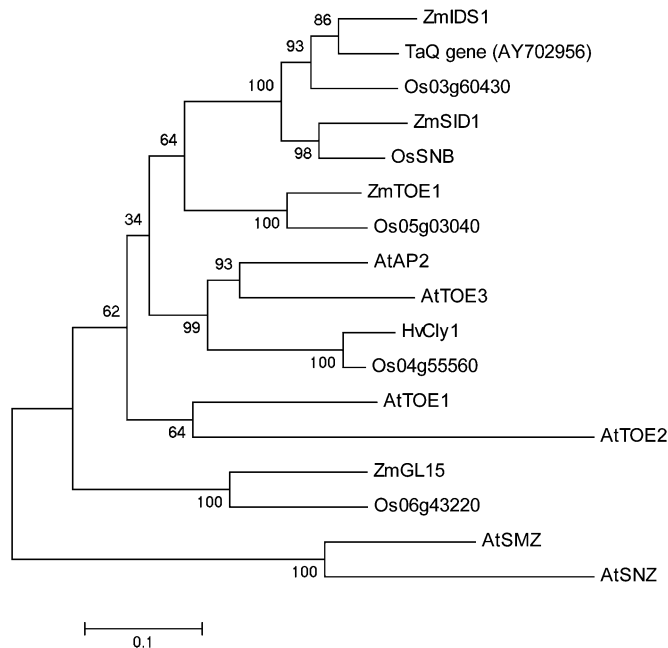 86
ZmIDS1
TaQ gene (AY702956)
93
Os03g60430
100
ZmSID1
98
OsSNB
64
ZmTOE1
100
Os05g03040
34
93
AtAP2
AtTOE3
99
HvCly1
100
Os04g55560
62
AtTOE1
64
AtTOE2
ZmGL15
100
Os06g43220
AtSMZ
100
AtSNZ
0.1